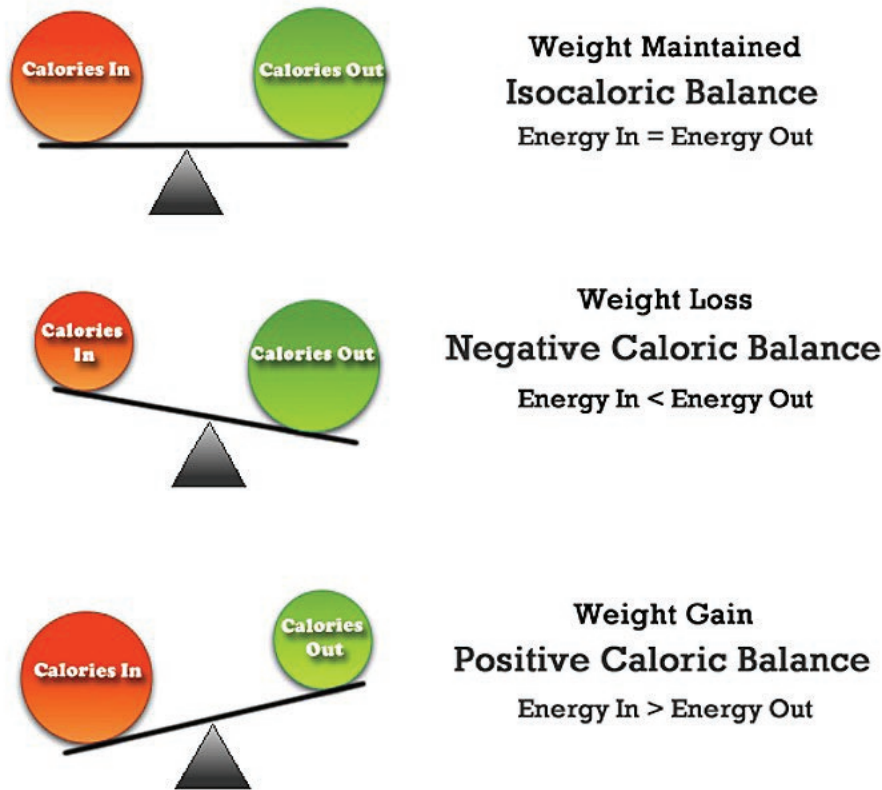 Calories In
Calories Out
Weight Maintained
Isocaloric Balance
Energy In = Energy Out
Calories
In
Calories Out
Weight Loss
Negative Caloric Balance
Energy In < Energy Out
Calories In
Calories
Out
Weight Gain
Positive Caloric Balance
Energy In > Energy Out